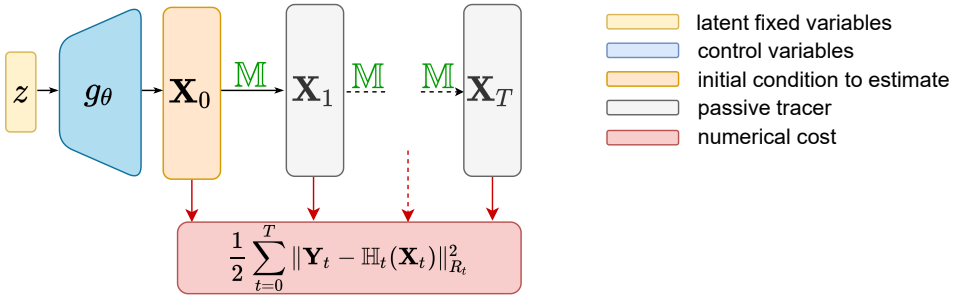 z
g_θ
X_0
𝕄
X_1
𝕄
𝕄
X_T
1/2 ∑_{t=0}^{T} ‖Y_t − ℍ_t(X_t)‖²_{R_t}
latent fixed variables
control variables
initial condition to estimate
passive tracer
numerical cost